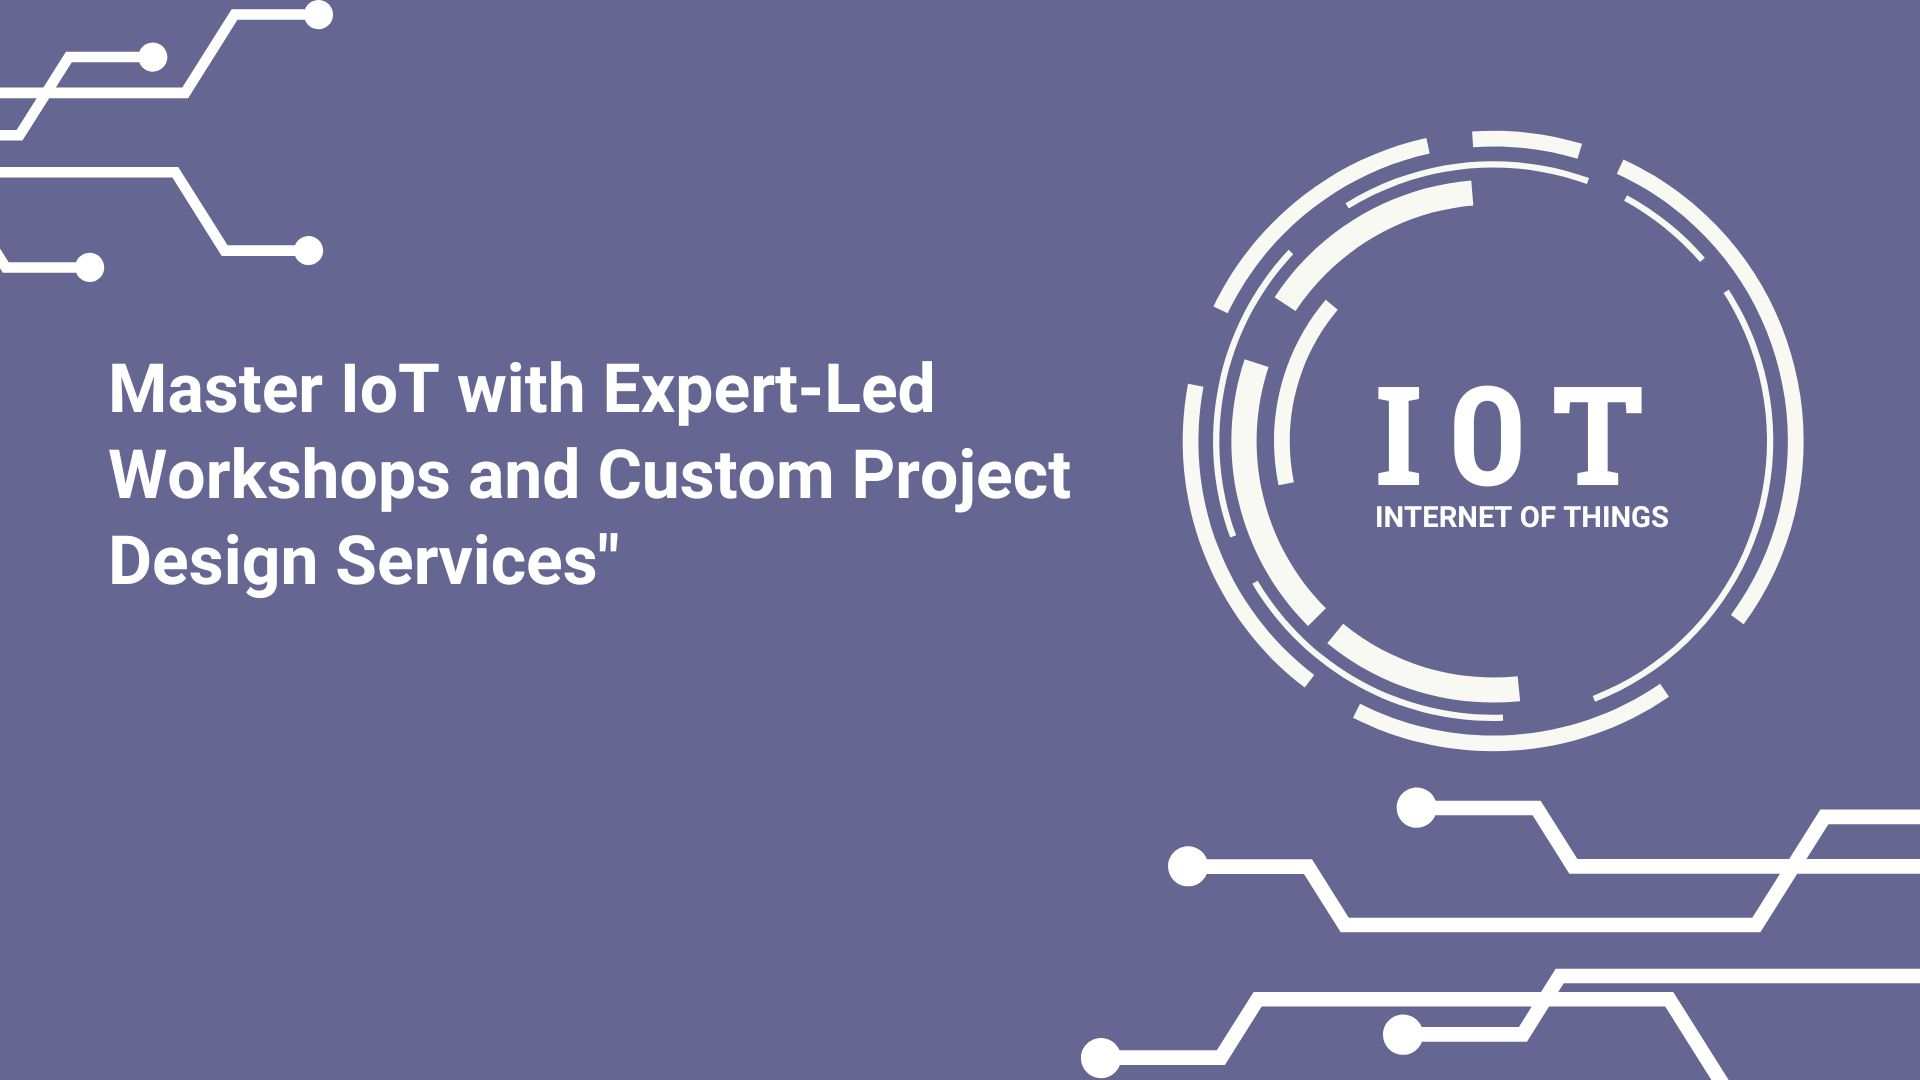 Master IoT with Expert-Led
Workshops and Custom Project
Design Services"
IOT
INTERNET OF THINGS